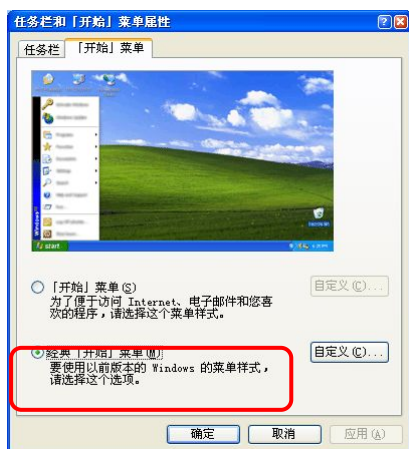 任务栏和「开始」菜单属性
任务栏
「开始」菜单
start
「开始」菜单(S)
自定义(C)...
为了便于访问 Internet、电子邮件和您喜
欢的程序，请选择这个菜单样式。
经典「开始」菜单(M)
自定义(C)...
要使用以前版本的 Windows 的菜单样式，
请选择这个选项。
确定
取消
应用(A)